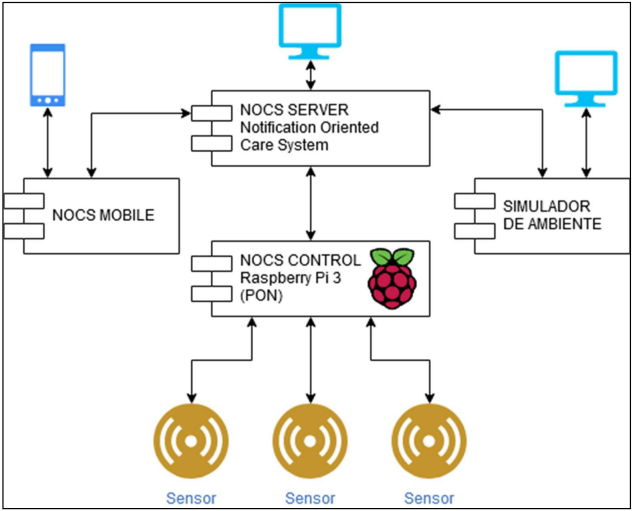 NOCS SERVER
Notification Oriented
Care System
NOCS MOBILE
SIMULADOR
DE AMBIENTE
NOCS CONTROL
Raspberry Pi 3
(PON)
Sensor
Sensor
Sensor